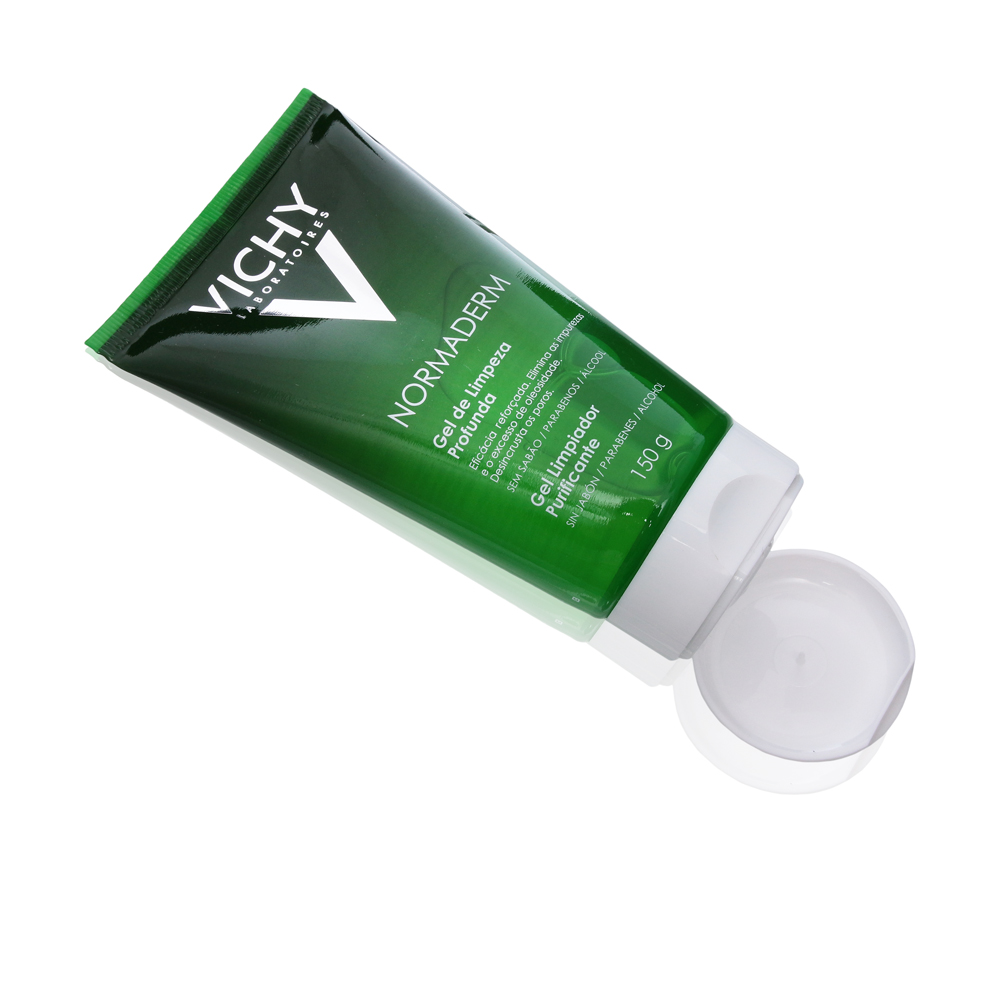 VICHY
LABORATOIRES
NORMADERM
Gel de Limpeza
Profunda
Eficácia reforçada. Elimina as impurezas
e o excesso de oleosidade.
Desincrusta os poros.
SEM SABÃO / PARABENOS / ALCOOL
Gel Limpiador
Purificante
SIN JABÓN / PARABENES / ALCOHOL
150 g